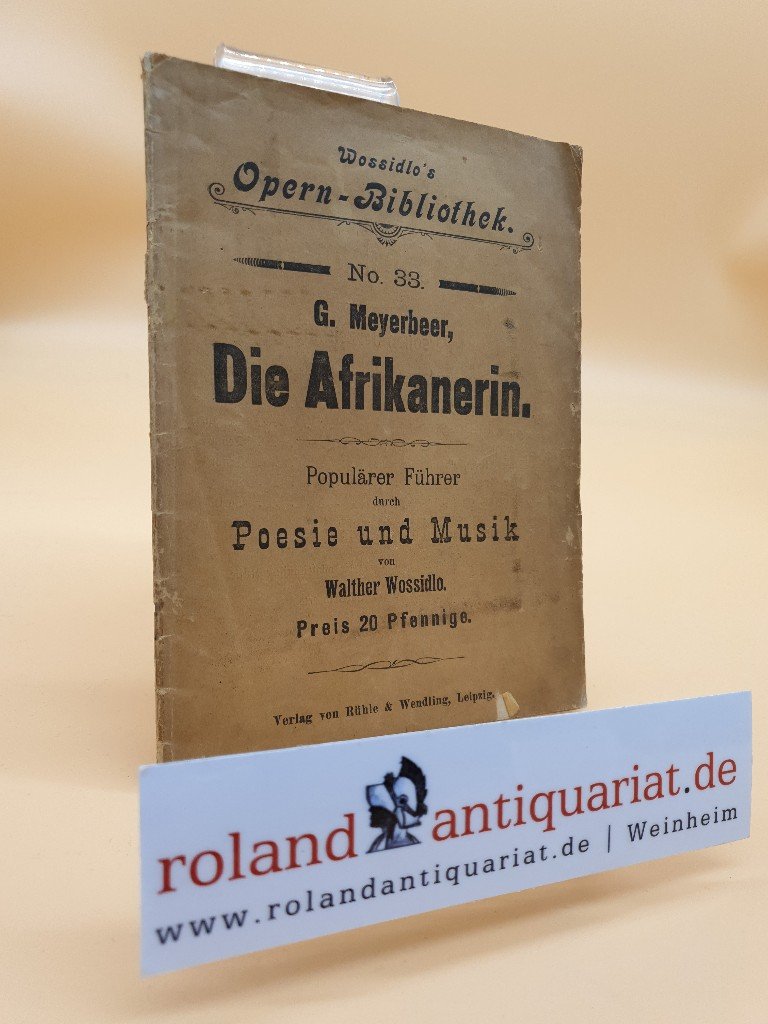 Wossidlo's
Opern-Bibliothek.
No. 33.
G. Meyerbeer,
Die Afrikanerin.
Populärer Führer
durch
Poesie und Musik
von
Walther Wossidlo.
Preis 20 Pfennige.
Verlag von Rühle & Wendling, Leipzig.
roland antiquariat.de
www.rolandantiquariat.de | Weinheim